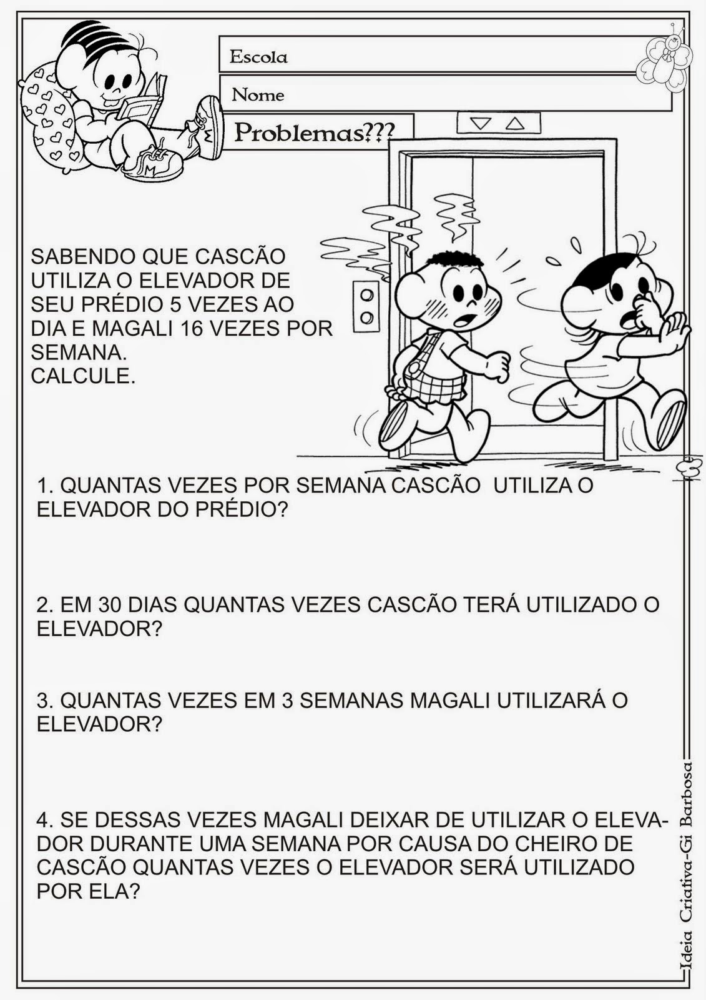 Escola
Nome
Problemas???
SABENDO QUE CASCÃO
UTILIZA O ELEVADOR DE
SEU PRÉDIO 5 VEZES AO
DIA E MAGALI 16 VEZES POR
SEMANA.
CALCULE.
1. QUANTAS VEZES POR SEMANA CASCÃO UTILIZA O
ELEVADOR DO PRÉDIO?
2. EM 30 DIAS QUANTAS VEZES CASCÃO TERÁ UTILIZADO O
ELEVADOR?
3. QUANTAS VEZES EM 3 SEMANAS MAGALI UTILIZARÁ O
ELEVADOR?
4. SE DESSAS VEZES MAGALI DEIXAR DE UTILIZAR O ELEVA-
DOR DURANTE UMA SEMANA POR CAUSA DO CHEIRO DE
CASCÃO QUANTAS VEZES O ELEVADOR SERÁ UTILIZADO
POR ELA?
Ideia Criativa-Gi Barbosa
M
M